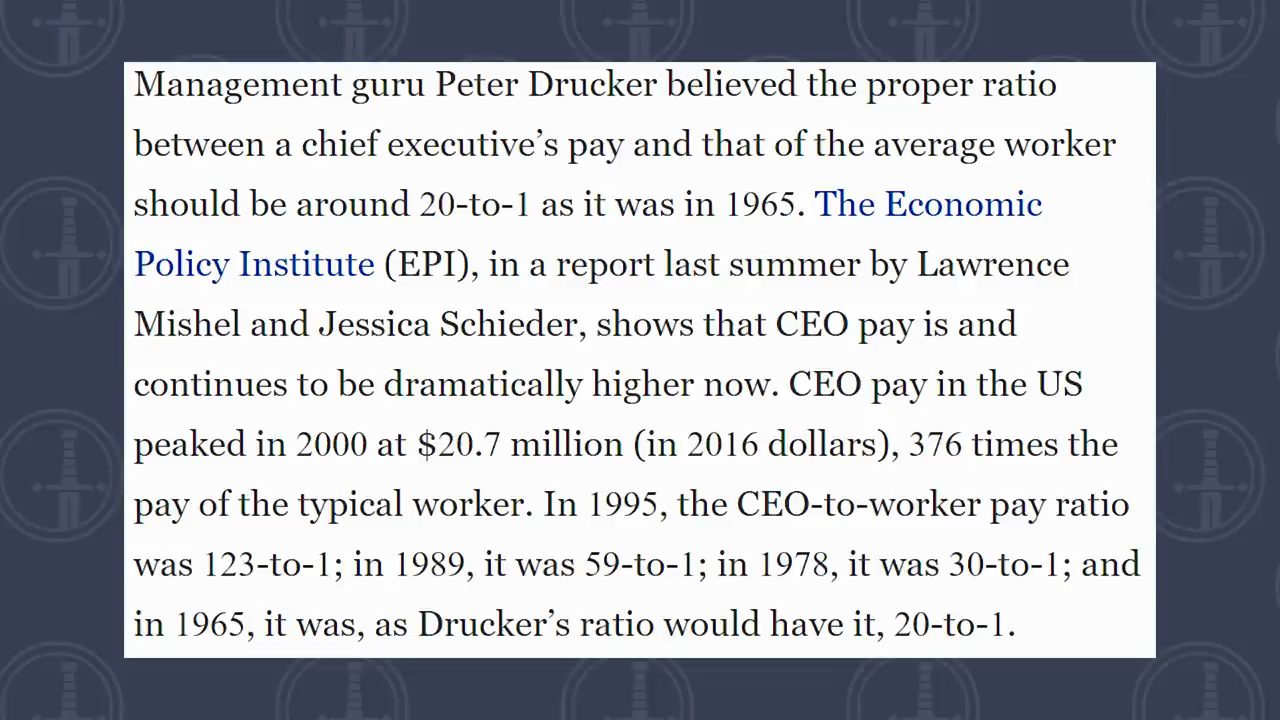 Management guru Peter Drucker believed the proper ratio
between a chief executive’s pay and that of the average worker
should be around 20-to-1 as it was in 1965. The Economic
Policy Institute (EPI), in a report last summer by Lawrence
Mishel and Jessica Schieder, shows that CEO pay is and
continues to be dramatically higher now. CEO pay in the US
peaked in 2000 at $20.7 million (in 2016 dollars), 376 times the
pay of the typical worker. In 1995, the CEO-to-worker pay ratio
was 123-to-1; in 1989, it was 59-to-1; in 1978, it was 30-to-1; and
in 1965, it was, as Drucker’s ratio would have it, 20-to-1.